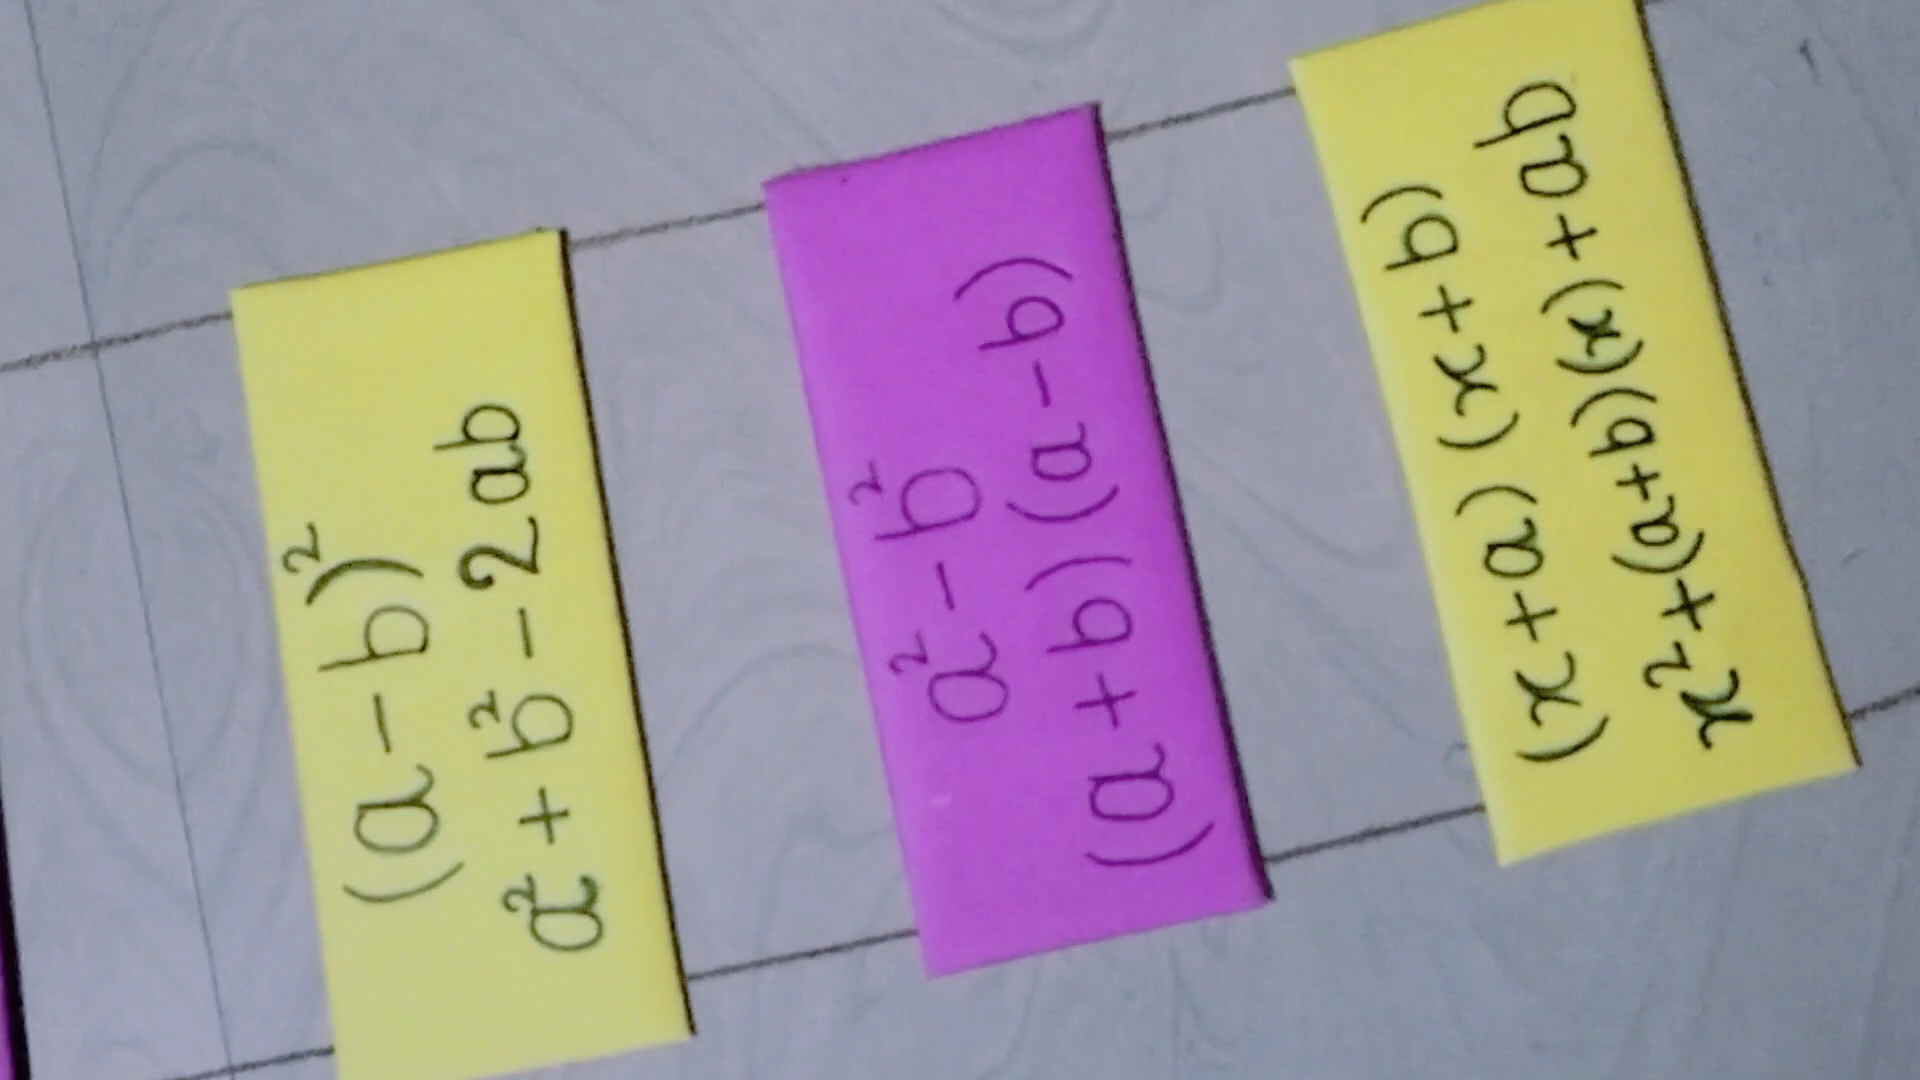 (a - b)²
a² + b² - 2ab
a² - b²
(a + b) (a - b)
(x + a) (x + b)
x² + (a + b)(x) + ab